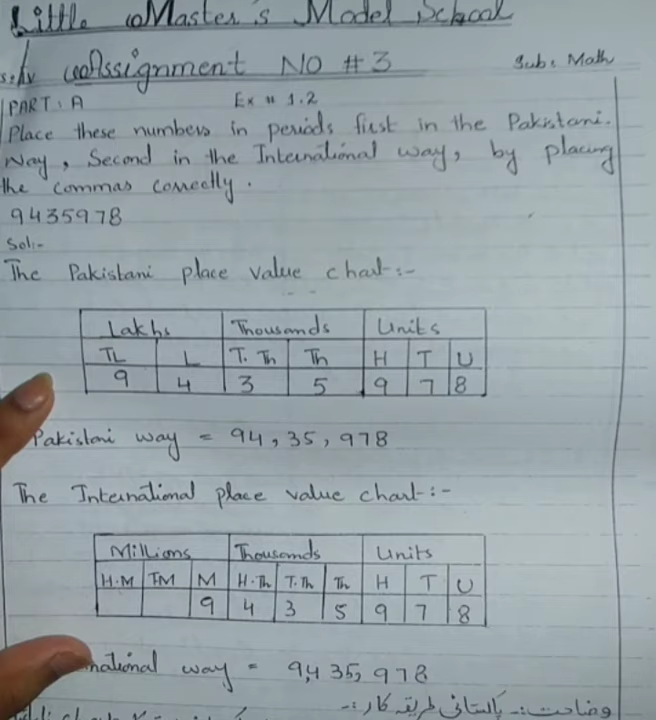 Little Master's Model School
Assignment NO # 3 Sub: Math
PART: A Ex # 1.2
Place these numbers in periods first in the Pakistani
Way, Second in the International way, by placing
the commas correctly.
9435978
Sol:-
The Pakistani place value chart:-
Lakhs Thousands Units
TL L T.Th Th H T U
9 4 3 5 9 7 8
Pakistani way = 94,35,978
The International place value chart:-
Millions Thousands Units
H.M TM M H.Th T.Th Th H T U
9 4 3 5 9 7 8
national way = 9,435,978
وضاحت:۔ پاکستانی طریقہ کار:۔